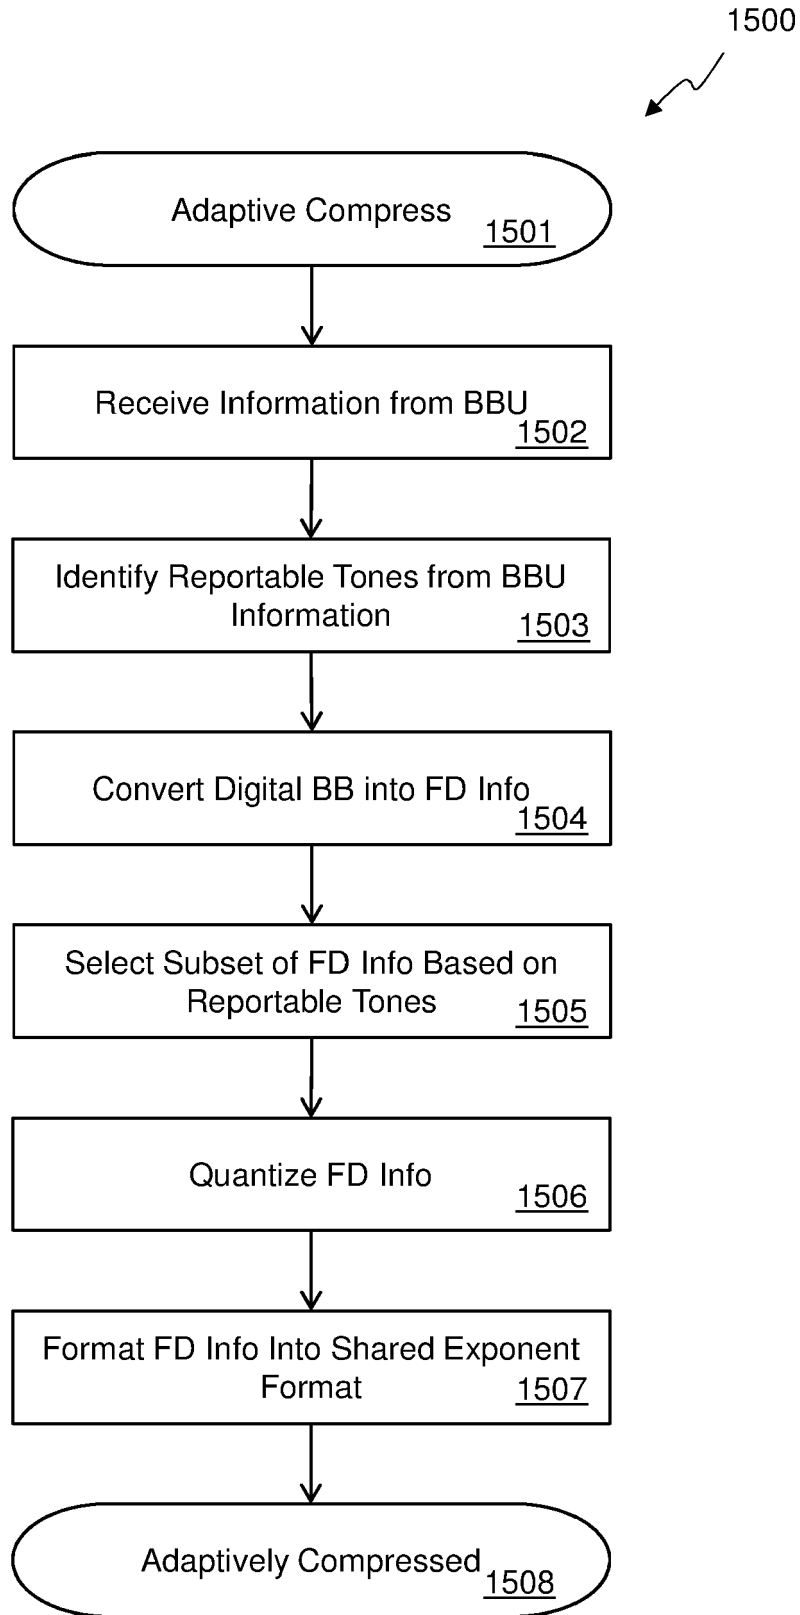 1500
Adaptive Compress
1501
Receive Information from BBU
1502
Identify Reportable Tones from BBU
Information
1503
Convert Digital BB into FD Info
1504
Select Subset of FD Info Based on
Reportable Tones
1505
Quantize FD Info
1506
Format FD Info Into Shared Exponent
Format
1507
Adaptively Compressed
1508